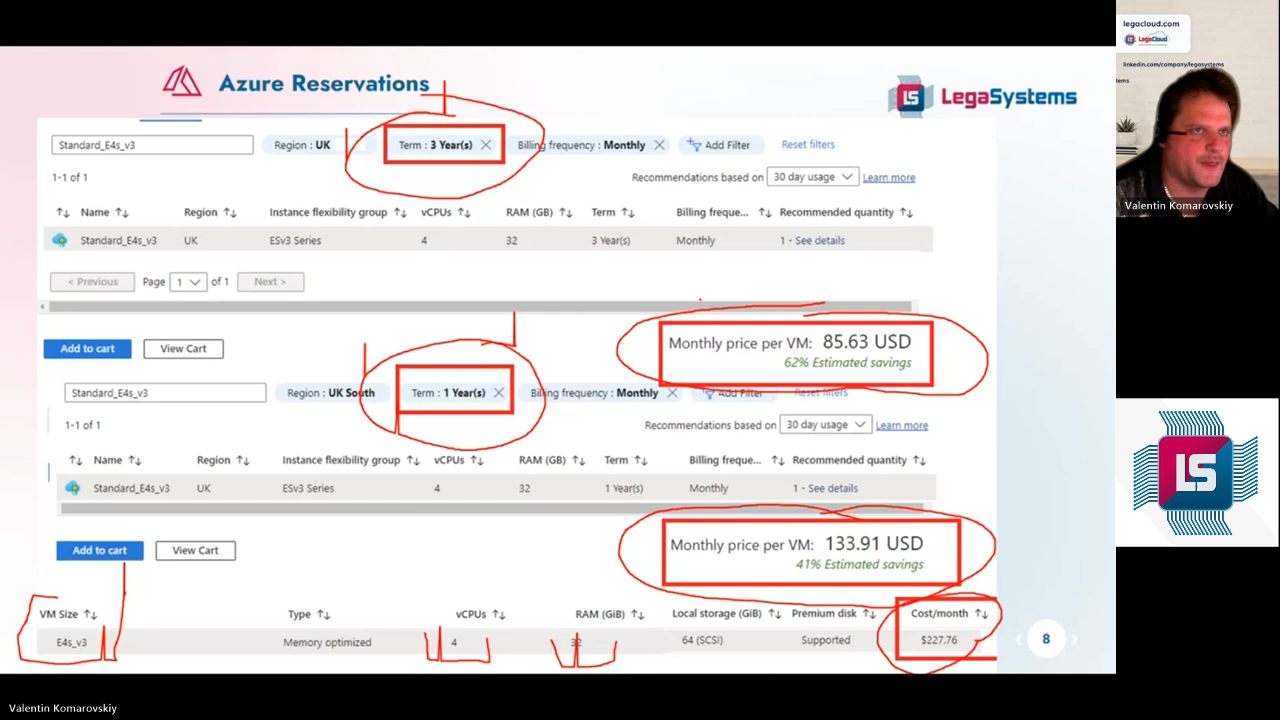 Azure Reservations
LegaSystems
Standard_E4s_v3 Region : UK Term : 3 Year(s) Billing frequency : Monthly Add Filter Reset filters
1-1 of 1 Recommendations based on 30 day usage Learn more
Name Region Instance flexibility group vCPUs RAM (GB) Term Billing freque... Recommended quantity
Standard_E4s_v3 UK ESv3 Series 4 32 3 Year(s) Monthly 1 - See details
< Previous Page 1 of 1 Next >
Add to cart View Cart
Monthly price per VM: 85.63 USD
62% Estimated savings
Standard_E4s_v3 Region : UK South Term : 1 Year(s) Billing frequency : Monthly Add Filter Reset filters
1-1 of 1 Recommendations based on 30 day usage Learn more
Name Region Instance flexibility group vCPUs RAM (GB) Term Billing freque... Recommended quantity
Standard_E4s_v3 UK ESv3 Series 4 32 1 Year(s) Monthly 1 - See details
Add to cart View Cart
Monthly price per VM: 133.91 USD
41% Estimated savings
VM Size Type vCPUs RAM (GiB) Local storage (GiB) Premium disk Cost/month
E4s_v3 Memory optimized 4 32 64 (SCSI) Supported $227.76
8
legacloud.com
LegaCloud
linkedin.com/company/legasystems
tems
Valentin Komarovskiy
LS
Valentin Komarovskiy